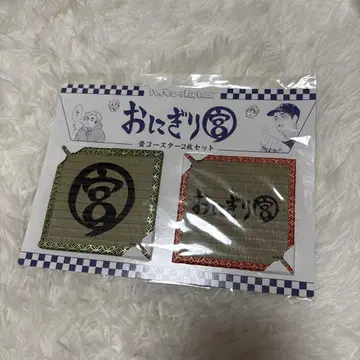 おにぎり宮
畳コースター2枚セット
宮
おにぎり宮